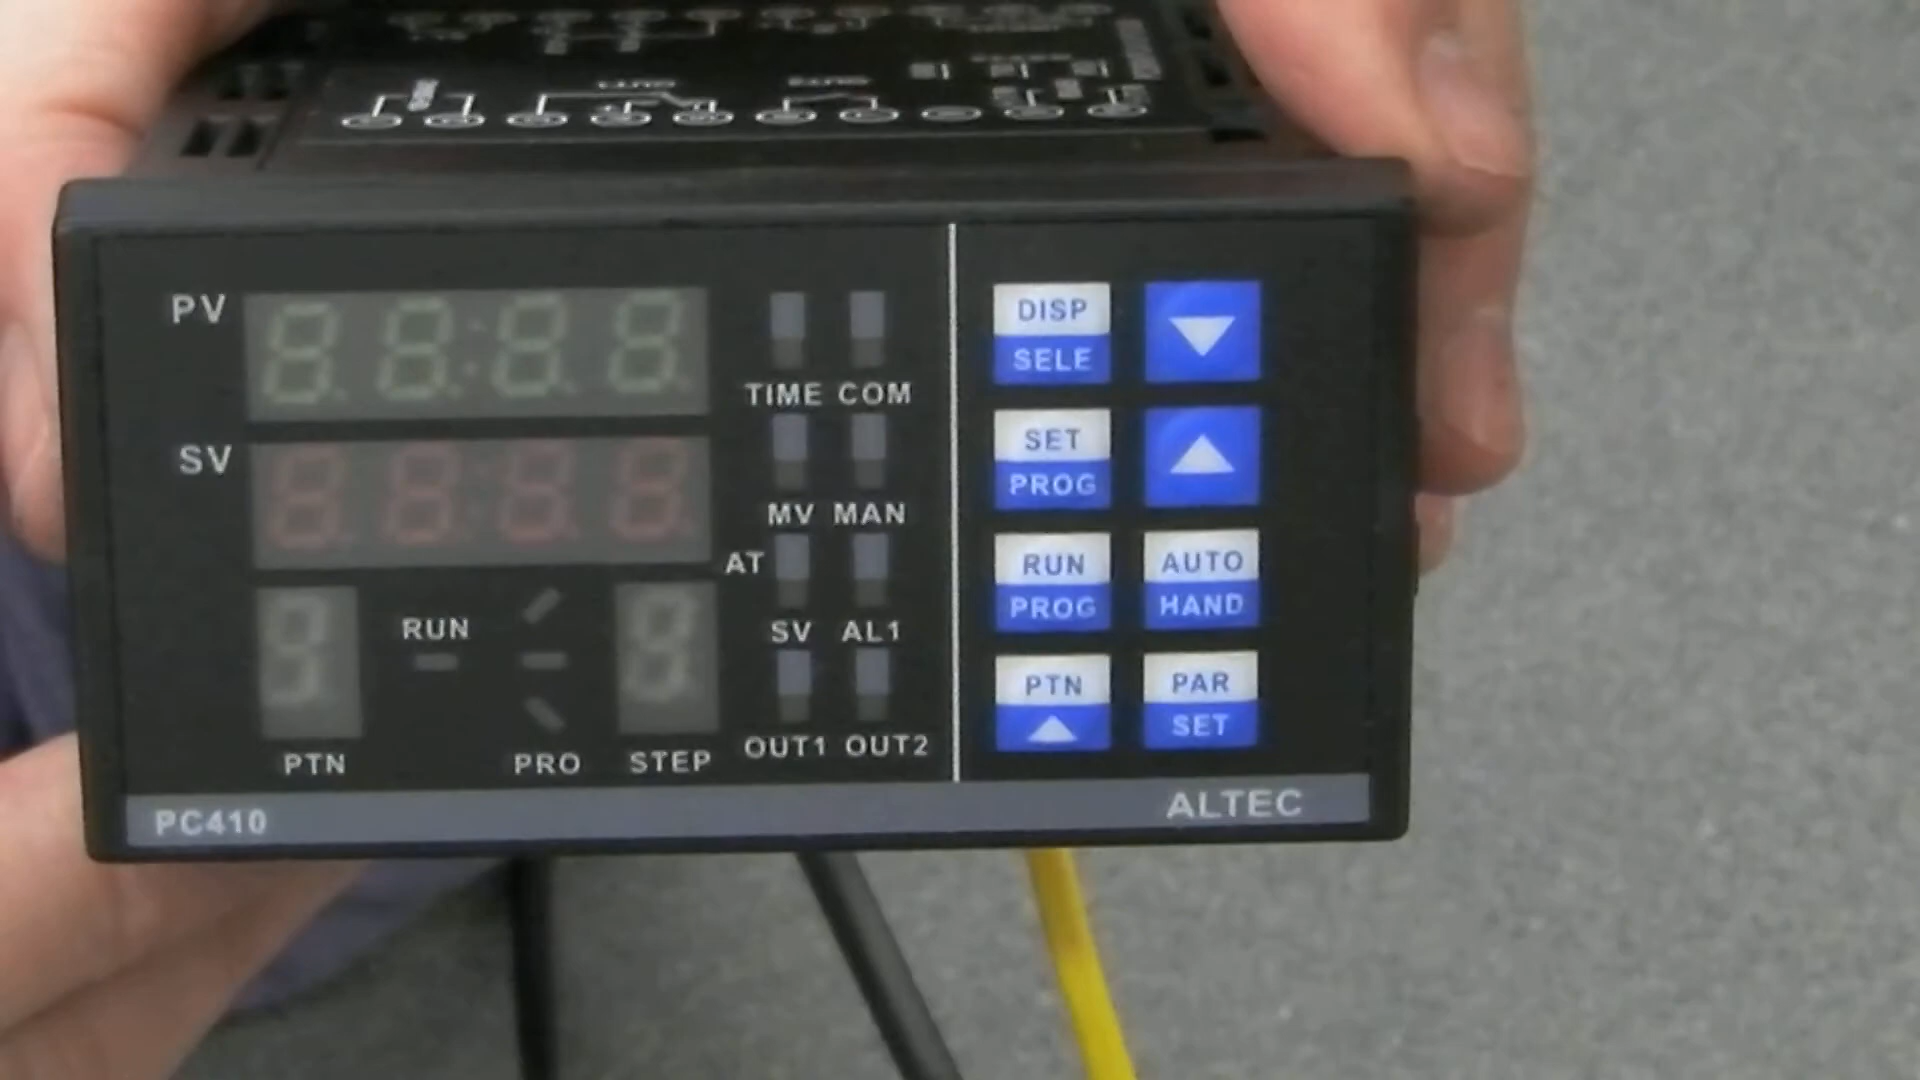 PV
SV
TIME COM
MV MAN
AT
SV AL1
OUT1 OUT2
RUN
PTN
PRO
STEP
DISP
SELE
SET
PROG
RUN
PROG
AUTO
HAND
PTN
PAR
SET
PC410
ALTEC